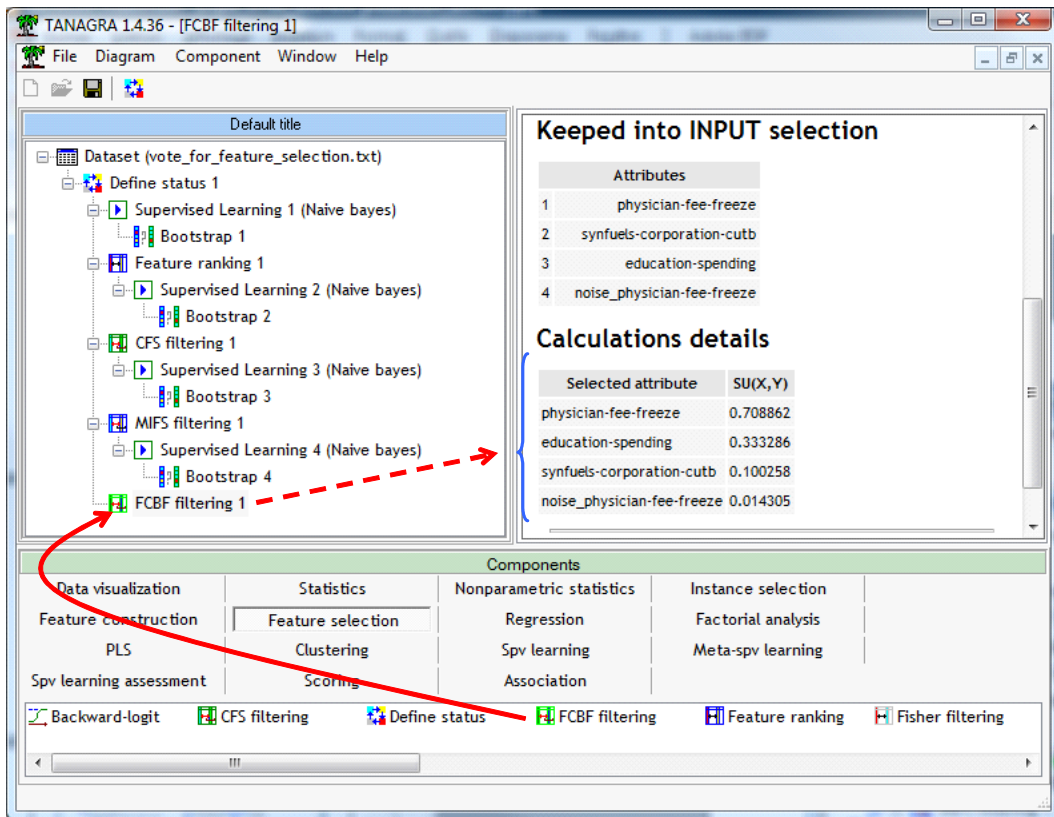 TANAGRA 1.4.36 - [FCBF filtering 1]
File Diagram Component Window Help
Default title
Dataset (vote_for_feature_selection.txt)
Define status 1
Supervised Learning 1 (Naive bayes)
Bootstrap 1
Feature ranking 1
Supervised Learning 2 (Naive bayes)
Bootstrap 2
CFS filtering 1
Supervised Learning 3 (Naive bayes)
Bootstrap 3
MIFS filtering 1
Supervised Learning 4 (Naive bayes)
Bootstrap 4
FCBF filtering 1
Keeped into INPUT selection
Attributes
1 physician-fee-freeze
2 synfuels-corporation-cutb
3 education-spending
4 noise_physician-fee-freeze
Calculations details
Selected attribute SU(X,Y)
physician-fee-freeze 0.708862
education-spending 0.333286
synfuels-corporation-cutb 0.100258
noise_physician-fee-freeze 0.014305
Components
Data visualization Statistics Nonparametric statistics Instance selection
Feature construction Feature selection Regression Factorial analysis
PLS Clustering Spv learning Meta-spv learning
Spv learning assessment Scoring Association
Backward-logit CFS filtering Define status FCBF filtering Feature ranking Fisher filtering